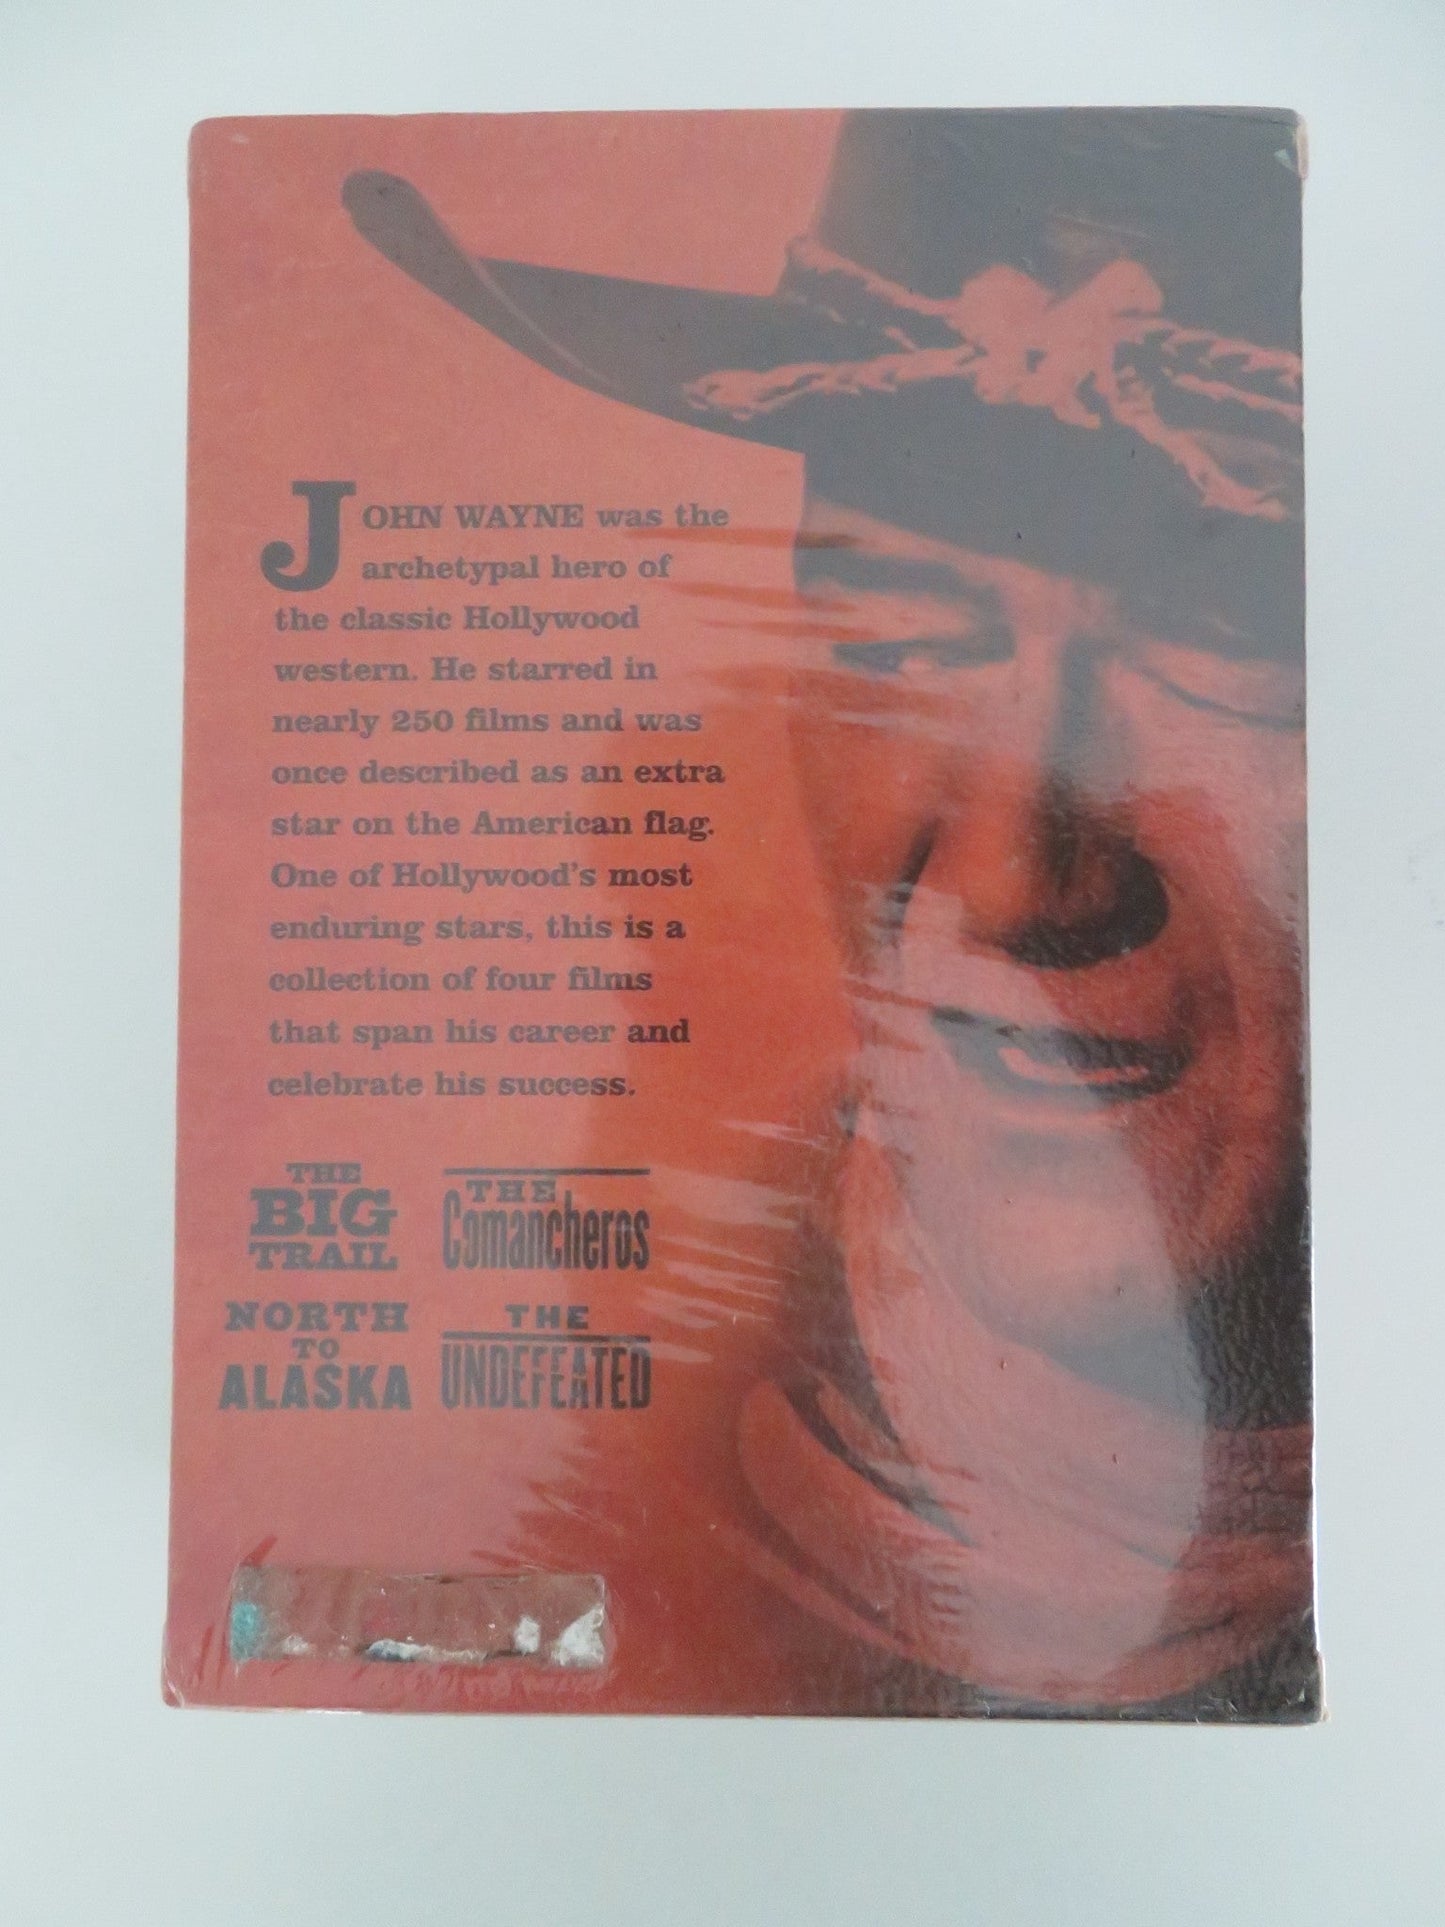 JOHN WAYNE was the
archetypal hero of
the classic Hollywood
western. He starred in
nearly 250 films and was
once described as an extra
star on the American flag.
One of Hollywood's most
enduring stars, this is a
collection of four films
that span his career and
celebrate his success.
THE
BIG
TRAIL
THE
Comancheros
NORTH
TO
ALASKA
THE
UNDEFEATED